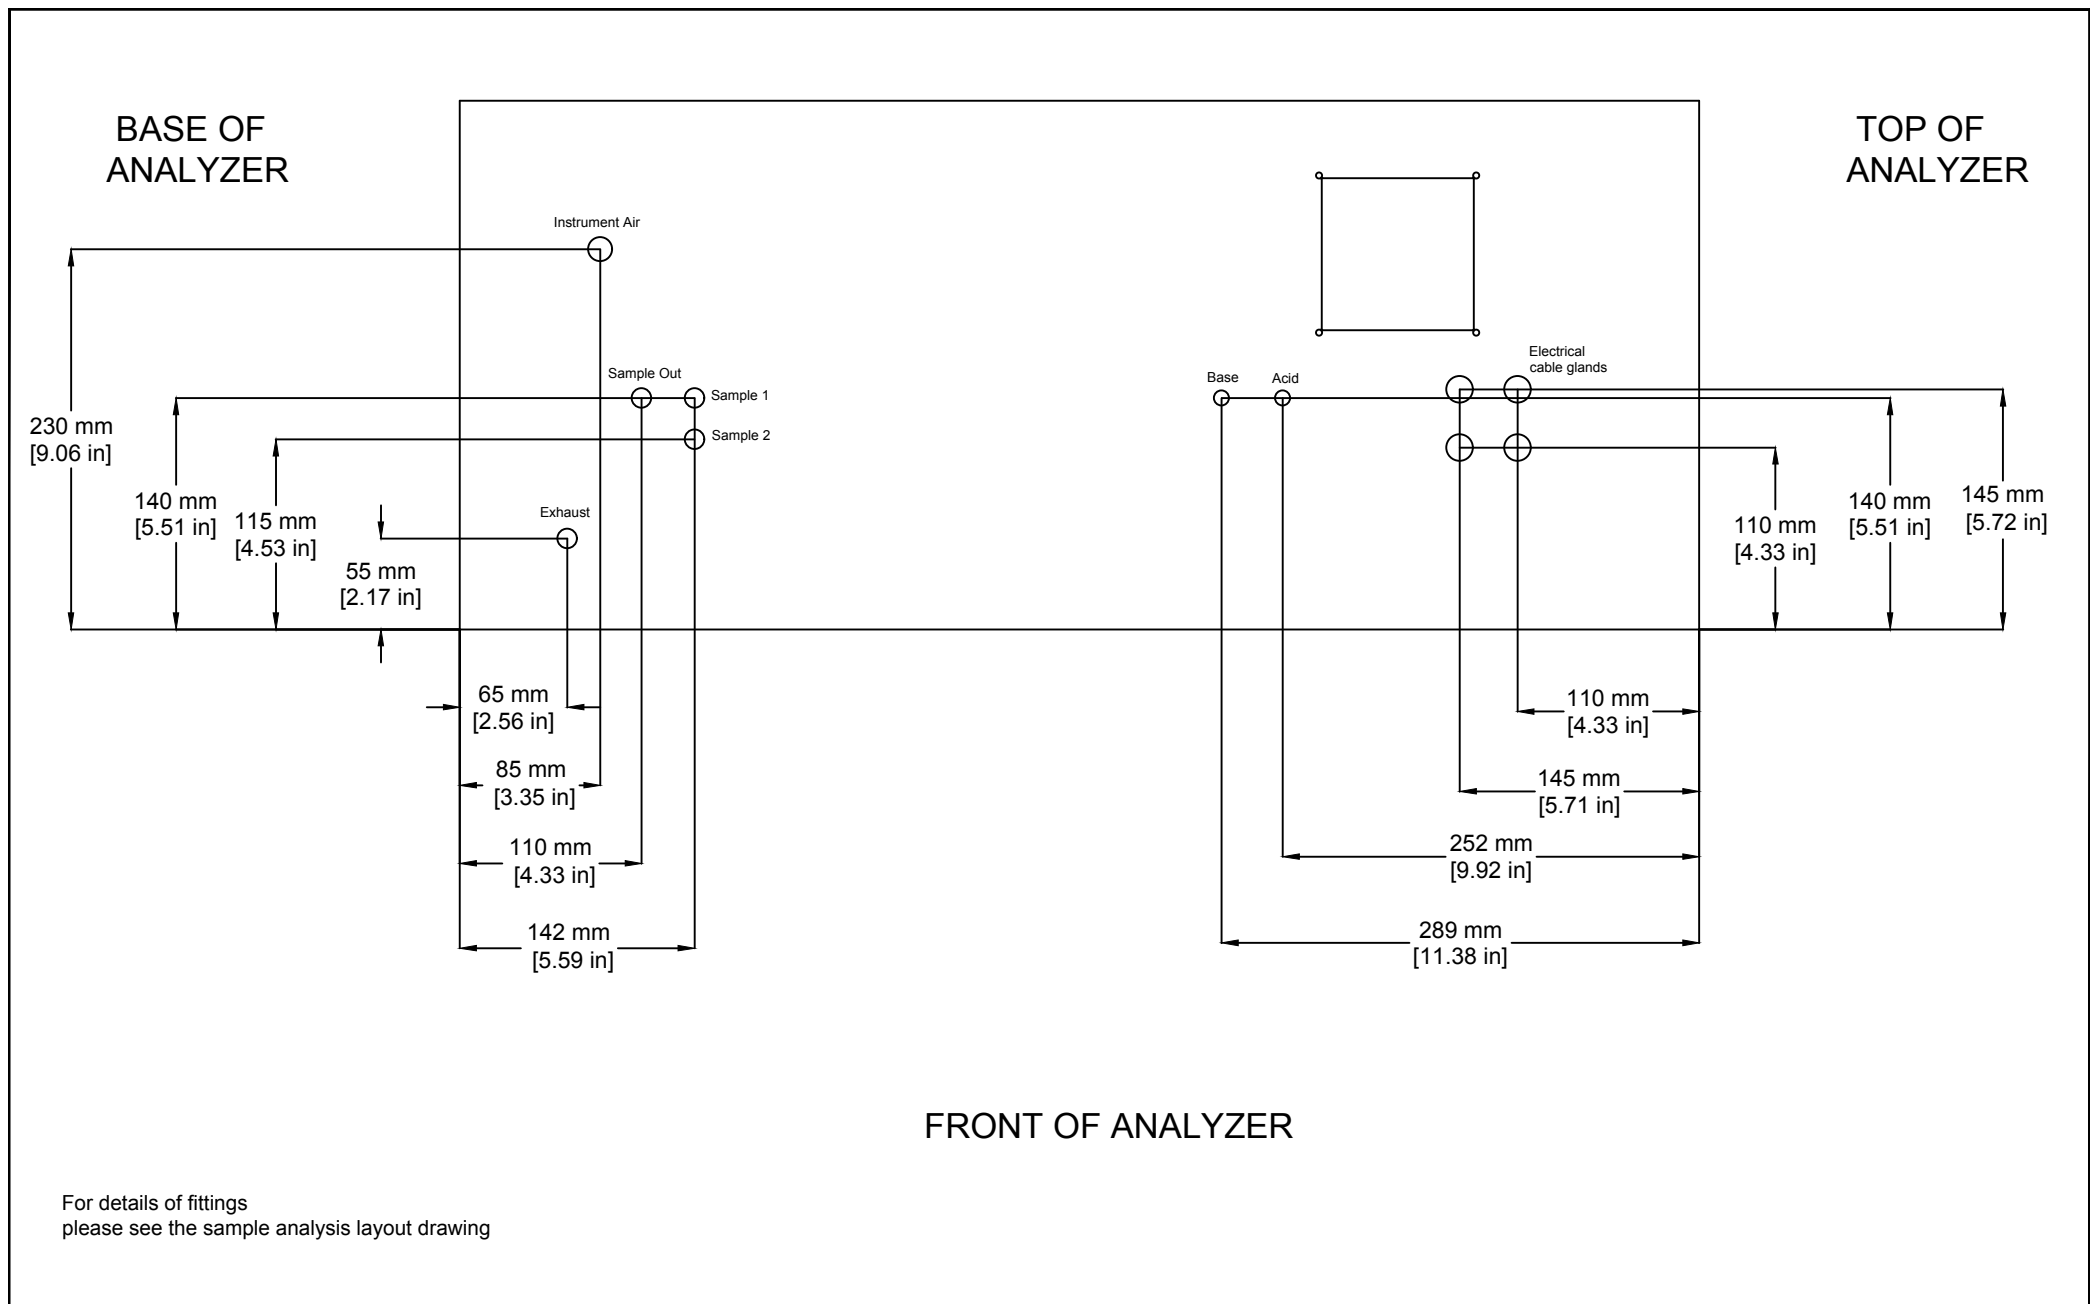 BASE OF
ANALYZER
TOP OF
ANALYZER
Instrument Air
Sample Out
Sample 1
Sample 2
Exhaust
Base
Acid
Electrical
cable glands
230 mm
[9.06 in]
140 mm
[5.51 in]
115 mm
[4.53 in]
55 mm
[2.17 in]
110 mm
[4.33 in]
140 mm
[5.51 in]
145 mm
[5.72 in]
65 mm
[2.56 in]
85 mm
[3.35 in]
110 mm
[4.33 in]
142 mm
[5.59 in]
110 mm
[4.33 in]
145 mm
[5.71 in]
252 mm
[9.92 in]
289 mm
[11.38 in]
FRONT OF ANALYZER
For details of fittings
please see the sample analysis layout drawing